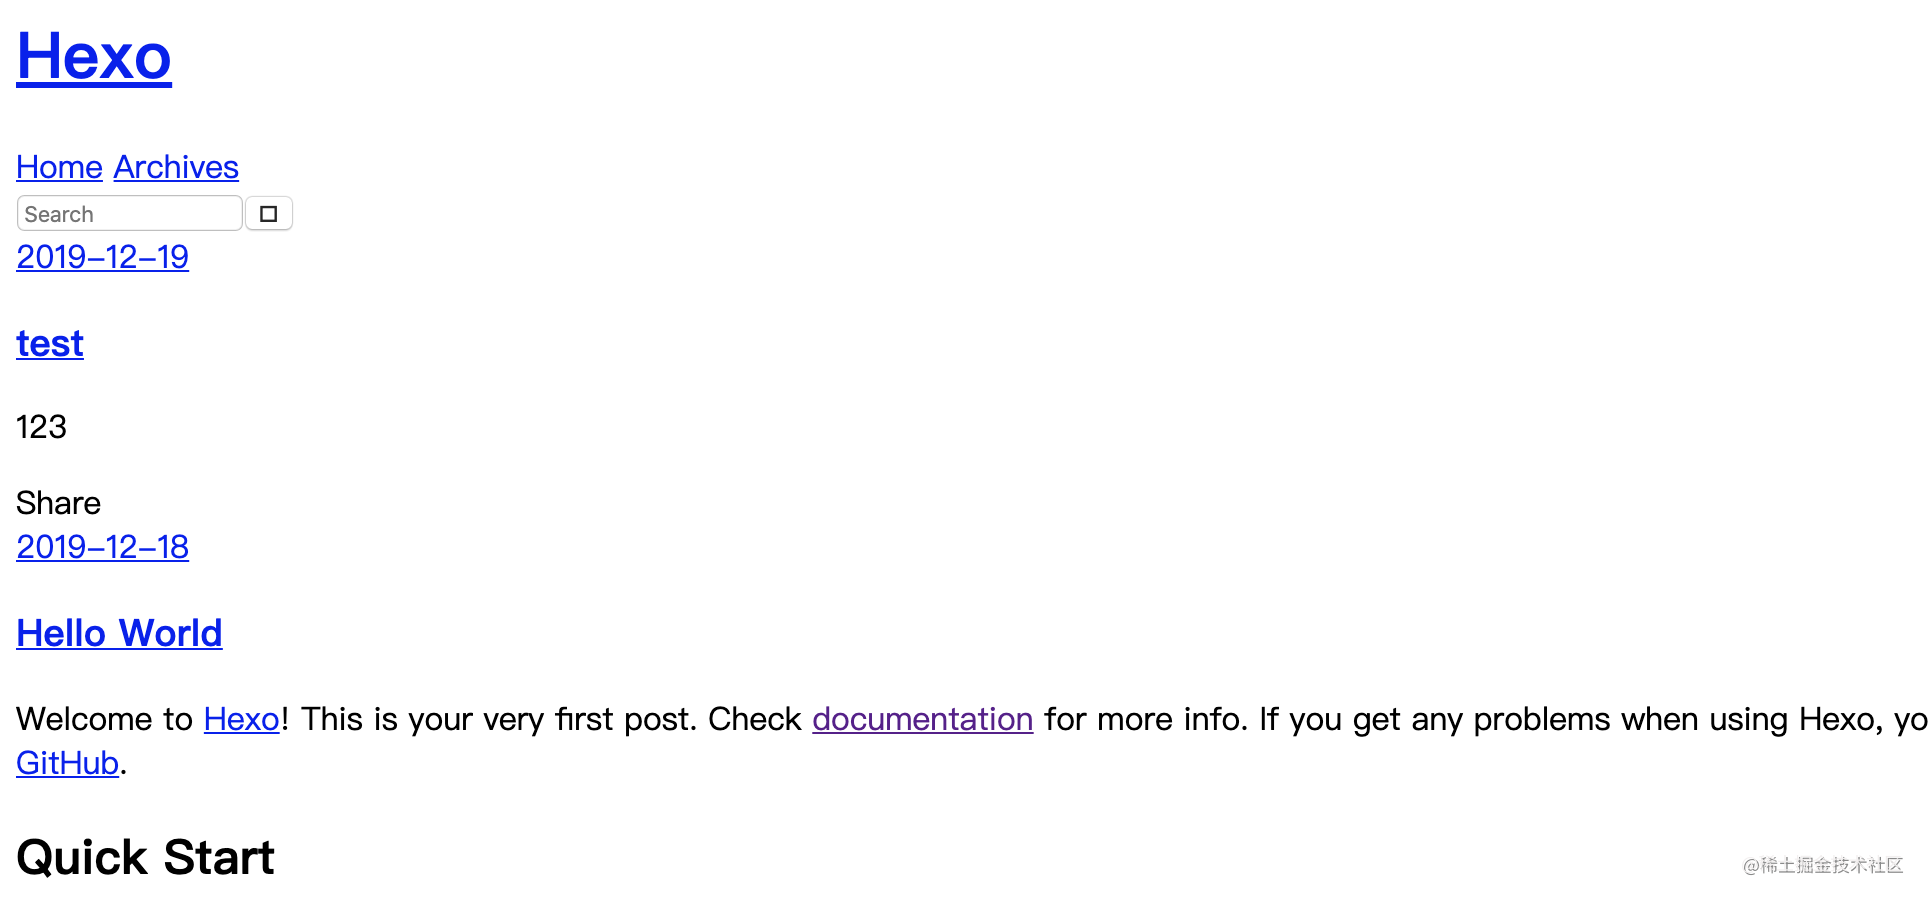 Hexo
Home Archives
Search
2019-12-19
test
123
Share
2019-12-18
Hello World
Welcome to Hexo! This is your very first post. Check documentation for more info. If you get any problems when using Hexo, yo
GitHub.
Quick Start
@稀土掘金技术社区